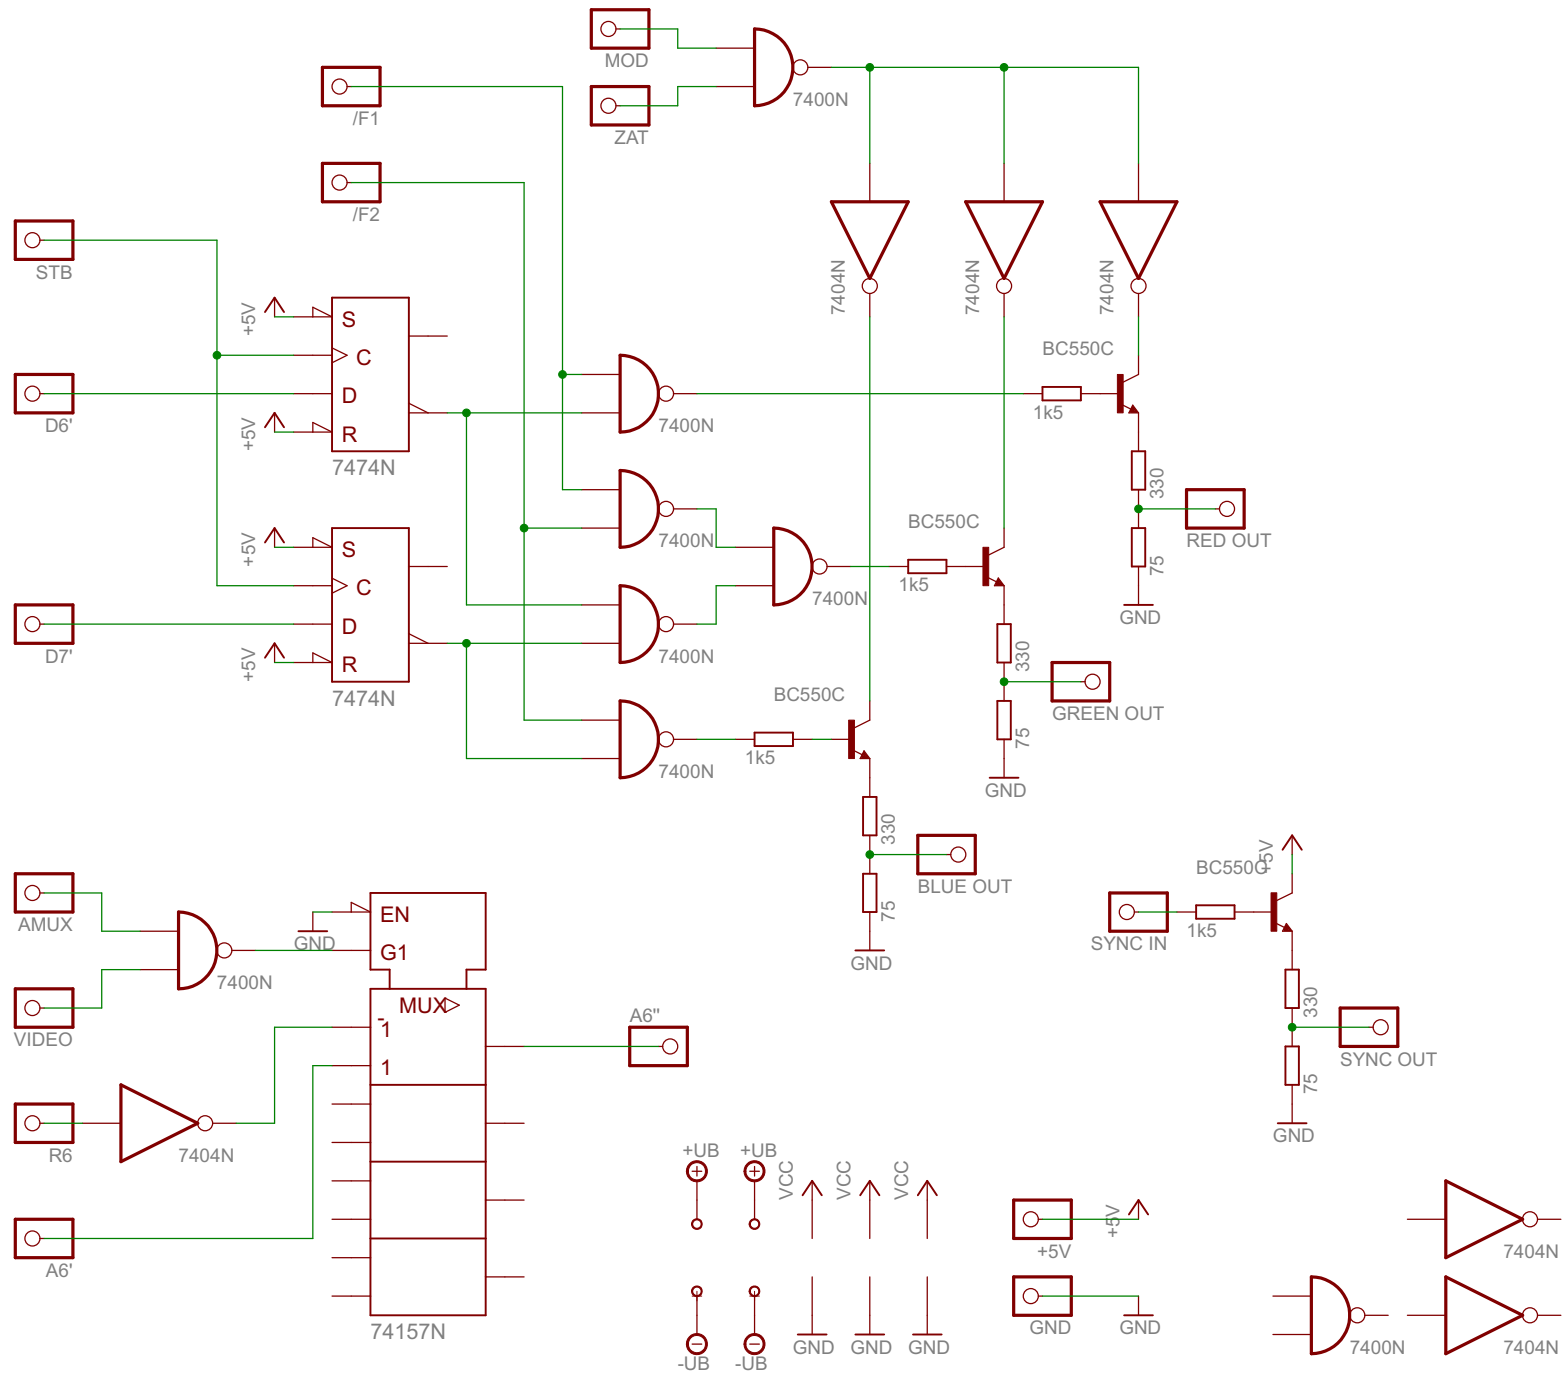 MOD
7400N
ZAT
/F1
/F2
STB
7404N
7404N
7404N
+5V
S
C
D
R
+5V
7474N
D6'
7400N
1k5
BC550C
330
75
GND
RED OUT
7400N
7400N
1k5
BC550C
330
75
GND
GREEN OUT
+5V
S
C
D
R
+5V
7474N
D7'
7400N
7400N
1k5
BC550C
330
75
GND
BLUE OUT
AMUX
VIDEO
7400N
GND
EN
G1
MUX
1
1
74157N
A6"
R6
7404N
A6'
SYNC IN
1k5
BC550C
+5V
330
75
GND
SYNC OUT
+UB
+UB
VCC
VCC
VCC
-UB
-UB
GND
GND
GND
+5V
+5V
GND
GND
7404N
7400N
7404N